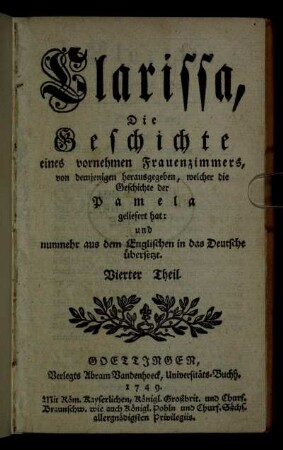 Clarissa,
Die
Geschichte
eines vornehmen Frauenzimmers,
von demjenigen herausgegeben, welcher die
Geschichte der
Pamela
geliefert hat:
und
nunmehr aus dem Englischen in das Deutsche
übersetzt.
Vierter Theil.
GOETTINGEN,
Verlegts Abram Vandenhoeck, Universitäts-Buchh.
1749.
Mit Röm. Kayserlichen, Königl. Großbrit. und Churf.
Braunschw. wie auch Königl. Pohln und Churf. Sächs.
allergnädigsten Privilegiis.